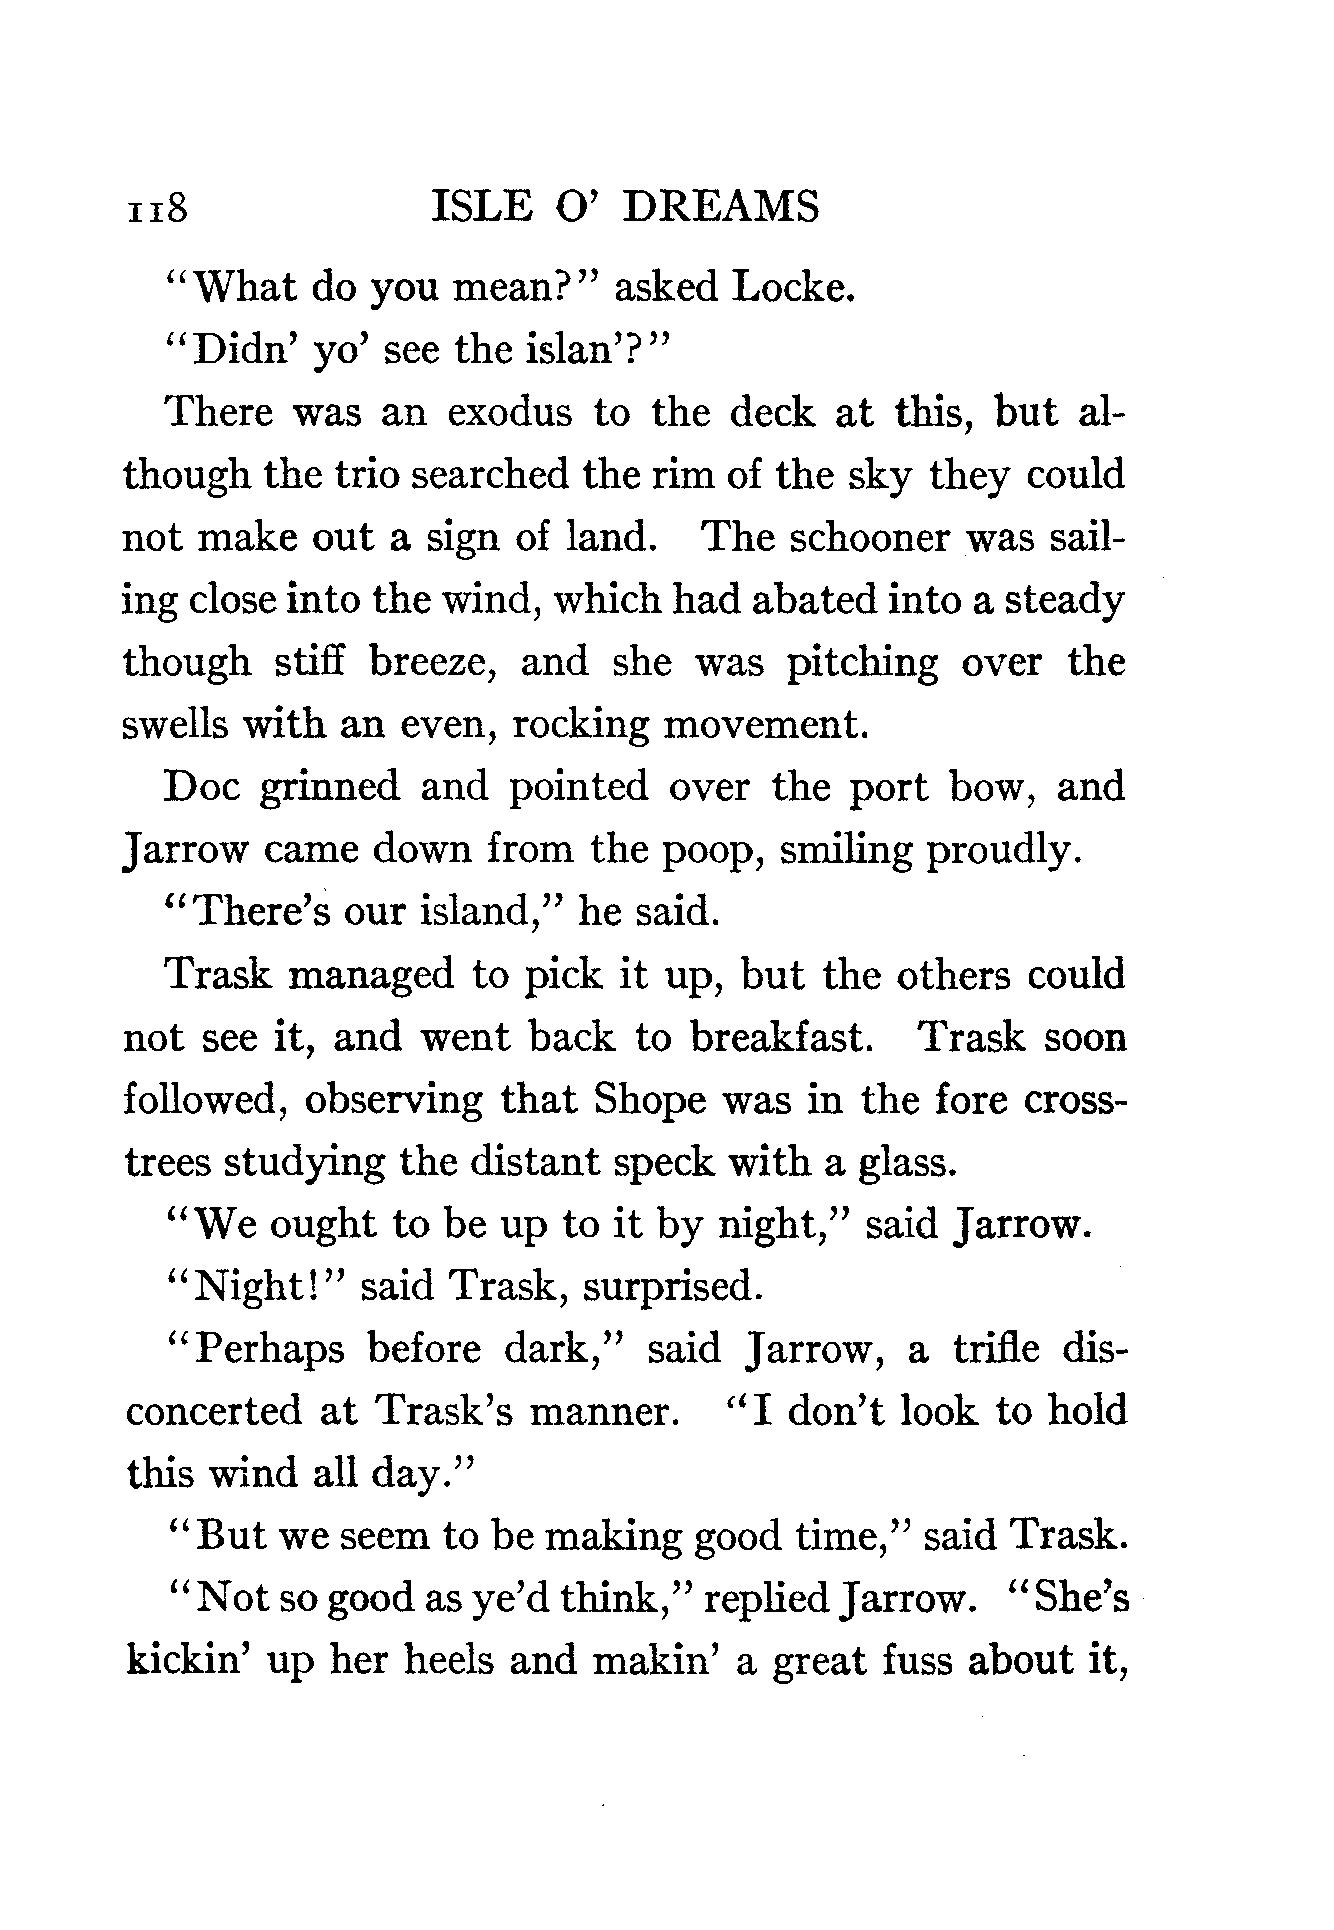 118 ISLE O' DREAMS
"What do you mean?" asked Locke.
"Didn' yo' see the islan'?"
There was an exodus to the deck at this, but al-
though the trio searched the rim of the sky they could
not make out a sign of land. The schooner was sail-
ing close into the wind, which had abated into a steady
though stiff breeze, and she was pitching over the
swells with an even, rocking movement.
Doc grinned and pointed over the port bow, and
Jarrow came down from the poop, smiling proudly.
"There's our island," he said.
Trask managed to pick it up, but the others could
not see it, and went back to breakfast. Trask soon
followed, observing that Shope was in the fore cross-
trees studying the distant speck with a glass.
"We ought to be up to it by night," said Jarrow.
"Night!" said Trask, surprised.
"Perhaps before dark," said Jarrow, a trifle dis-
concerted at Trask's manner. "I don't look to hold
this wind all day."
"But we seem to be making good time," said Trask.
"Not so good as ye'd think," replied Jarrow. "She's
kickin' up her heels and makin' a great fuss about it,